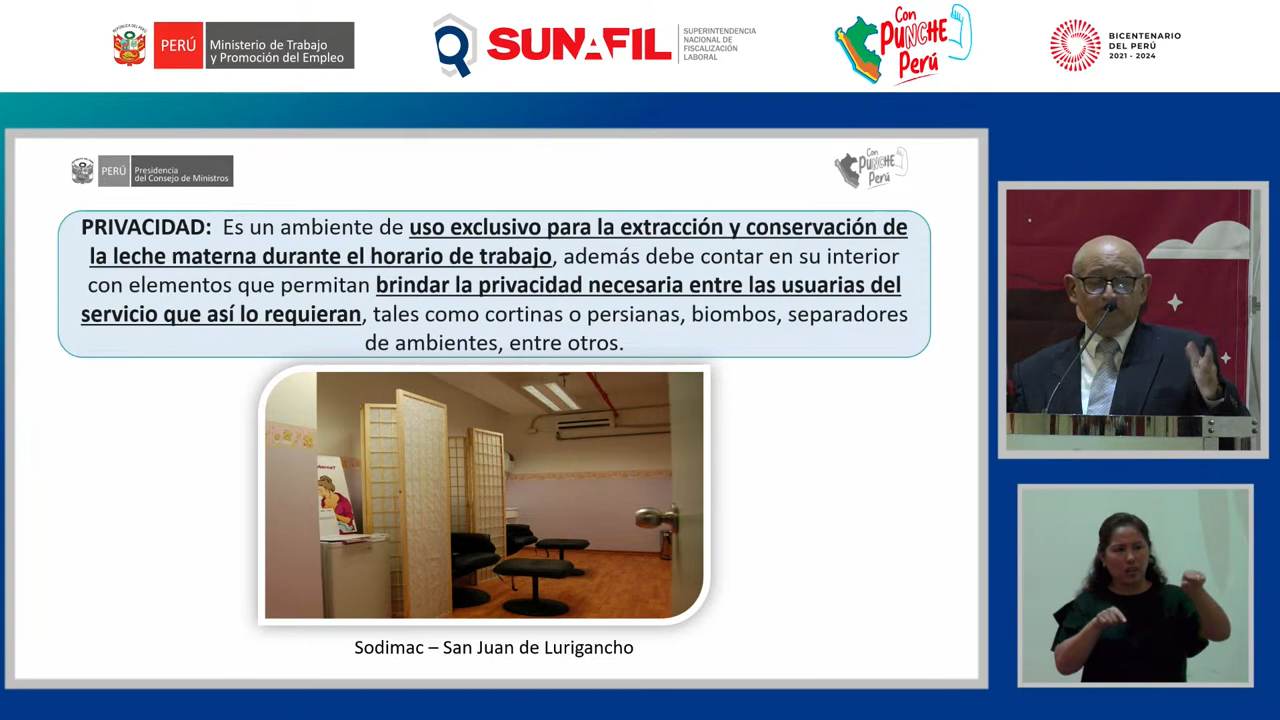 REPÚBLICA DEL PERÚ
PERÚ
Ministerio de Trabajo
y Promoción del Empleo
SUNAFIL
SUPERINTENDENCIA
NACIONAL DE
FISCALIZACIÓN
LABORAL
Con
PUNCHE
Perú
BICENTENARIO
DEL PERÚ
2021 - 2024
PERÚ
Presidencia
del Consejo de Ministros
Con
PUNCHE
Perú
PRIVACIDAD: Es un ambiente de uso exclusivo para la extracción y conservación de
la leche materna durante el horario de trabajo, además debe contar en su interior
con elementos que permitan brindar la privacidad necesaria entre las usuarias del
servicio que así lo requieran, tales como cortinas o persianas, biombos, separadores
de ambientes, entre otros.
Sodimac – San Juan de Lurigancho